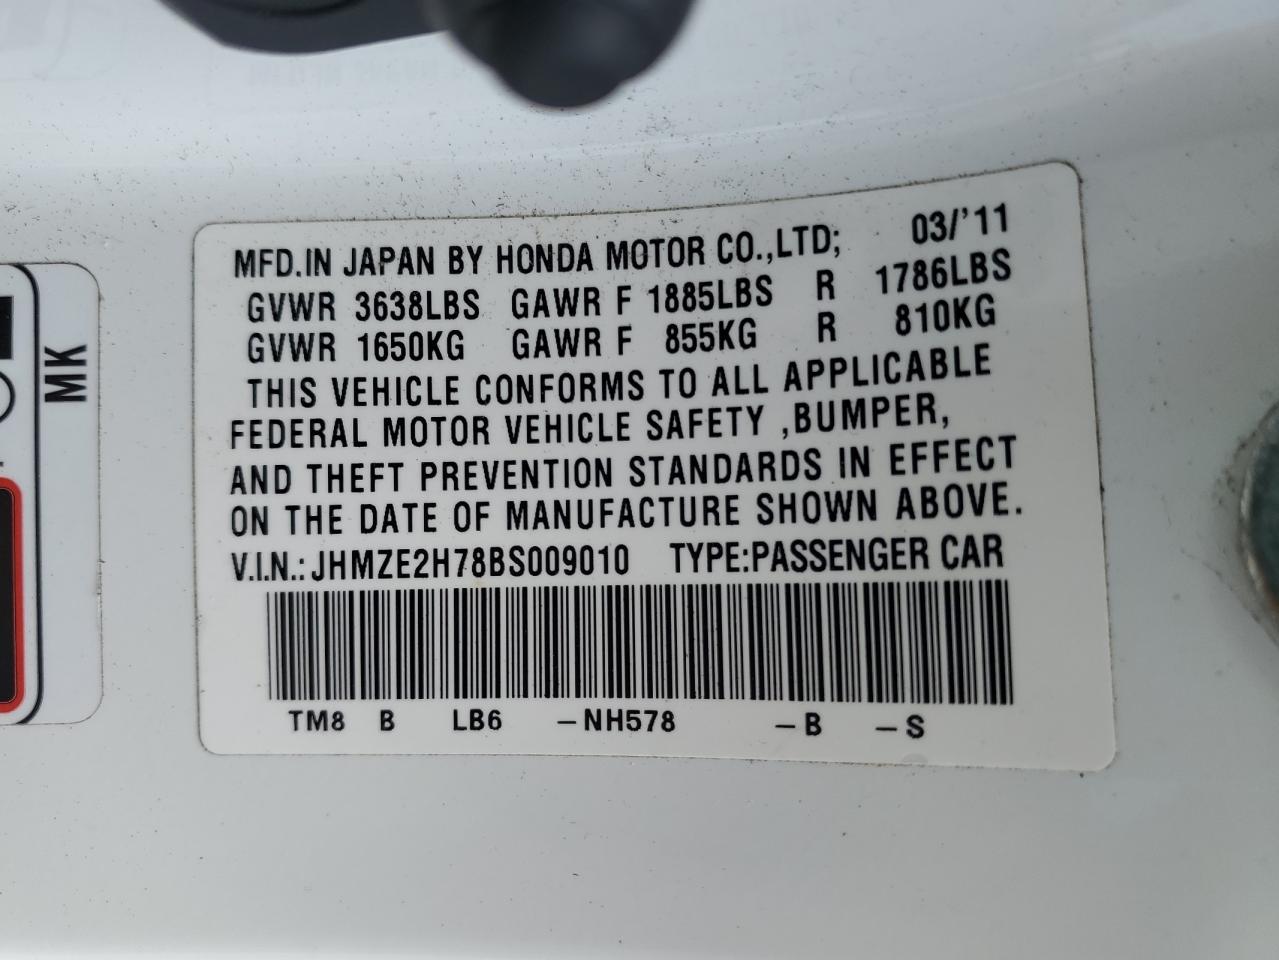 MFD.IN JAPAN BY HONDA MOTOR CO.,LTD; 03/'11
GVWR 3638LBS GAWR F 1885LBS R 1786LBS
GVWR 1650KG GAWR F 855KG R 810KG
THIS VEHICLE CONFORMS TO ALL APPLICABLE
FEDERAL MOTOR VEHICLE SAFETY ,BUMPER,
AND THEFT PREVENTION STANDARDS IN EFFECT
ON THE DATE OF MANUFACTURE SHOWN ABOVE.
V.I.N.: JHMZE2H78BS009010 TYPE:PASSENGER CAR
TM8 B LB6 –NH578 –B –S
MK